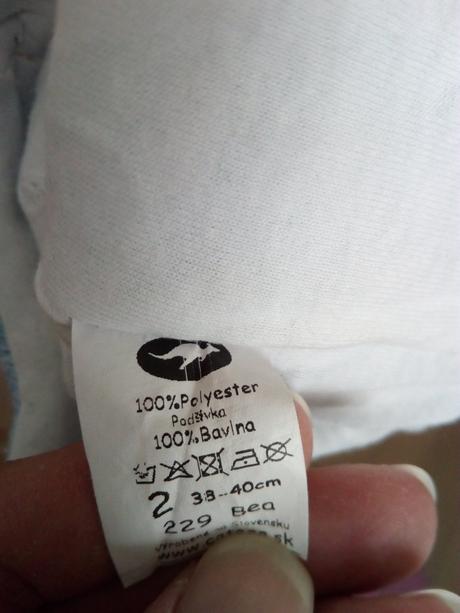 100%Polyester
Podšívka
100%Bavlna
2 38-40cm
229 Bea
Vyrobené na Slovensku